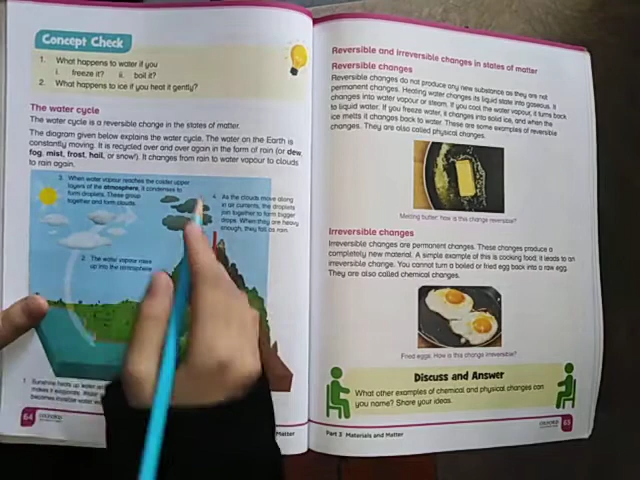 Concept Check
1. What happens to water if you
i. freeze it? ii. boil it?
2. What happens to ice if you heat it gently?
The water cycle
The water cycle is a reversible change in the states of matter.
The diagram given below explains the water cycle. The water on the Earth is
constantly moving. It is recycled over and over again in the form of rain (or dew,
fog, mist, frost, hail, or snow!). It changes from rain to water vapour to clouds
to rain again.
3. When water vapour reaches the colder upper
layers of the atmosphere, it condenses to
form droplets. These group
together and form clouds.
4. As the clouds move along
in air currents, the droplets
join together to form bigger
drops. When they are heavy
enough, they fall as rain.
2. The water vapour rises
up into the atmosphere
1. Sunshine heats up water and
makes it evaporate. Water
becomes invisible water
64
OXFORD
Matter
Reversible and irreversible changes in states of matter
Reversible changes
Reversible changes do not produce any new substance as they are not
permanent changes. Heating water changes its liquid state into gaseous. It
changes into water vapour or steam. If you cool the water vapour, it turns back
to liquid water. If you freeze water, it changes into solid ice, and when the
ice melts it changes back to water. These are some examples of reversible
changes. They are also called physical changes.
Melting butter: how is this change reversible?
Irreversible changes
Irreversible changes are permanent changes. These changes produce a
completely new material. A simple example of this is cooking food; it leads to an
irreversible change. You cannot turn a boiled or fried egg back into a raw egg.
They are also called chemical changes.
Fried eggs. How is this change irreversible?
Discuss and Answer
What other examples of chemical and physical changes can
you name? Share your ideas.
Part 2 Materials and Matter
OXFORD
65